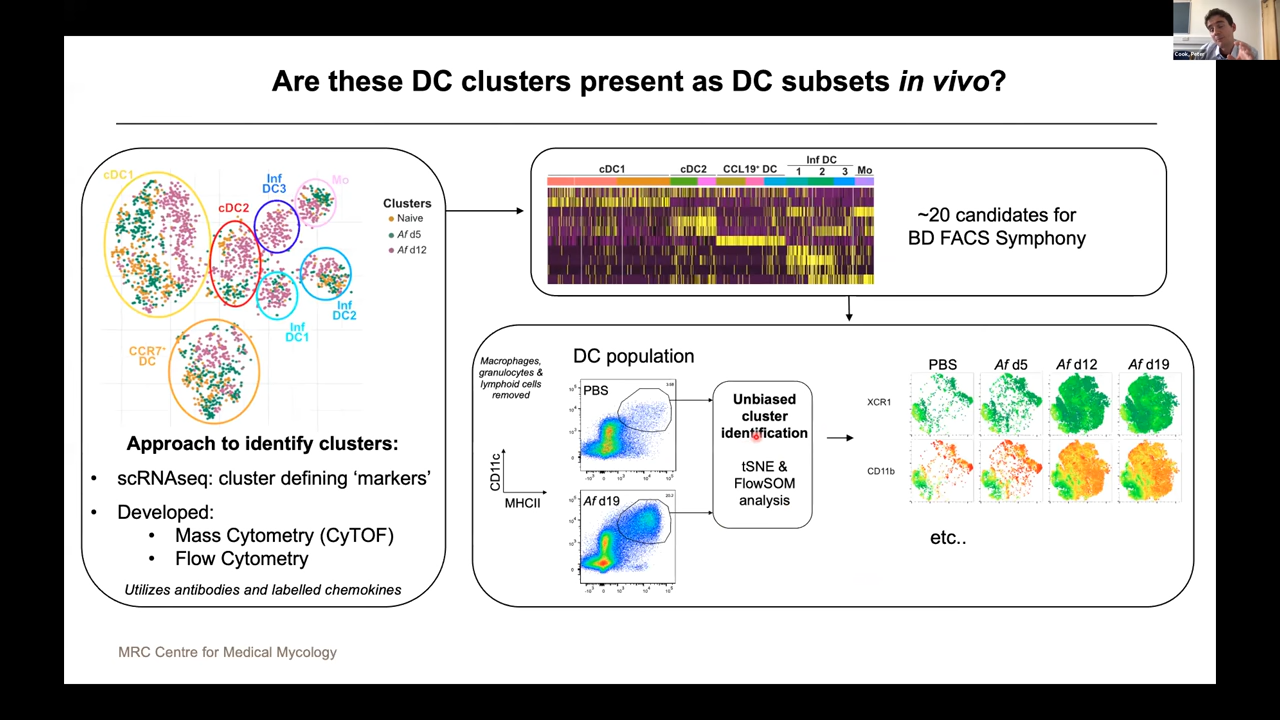 Cook, Peter
Are these DC clusters present as DC subsets in vivo?
cDC1
Inf
DC3
Mo
cDC2
Clusters
Naive
Af d5
Af d12
Inf
DC2
Inf
DC1
CCR7+
DC
Approach to identify clusters:
• scRNAseq: cluster defining ‘markers’
• Developed:
• Mass Cytometry (CyTOF)
• Flow Cytometry
Utilizes antibodies and labelled chemokines
cDC1 cDC2 CCL19+ DC Inf DC Mo
1 2 3
~20 candidates for
BD FACS Symphony
Macrophages,
granulocytes &
lymphoid cells
removed
DC population
PBS
Af d19
CD11c
MHCII
Unbiased
cluster
identification
tSNE &
FlowSOM
analysis
PBS Af d5 Af d12 Af d19
XCR1
CD11b
etc..
MRC Centre for Medical Mycology